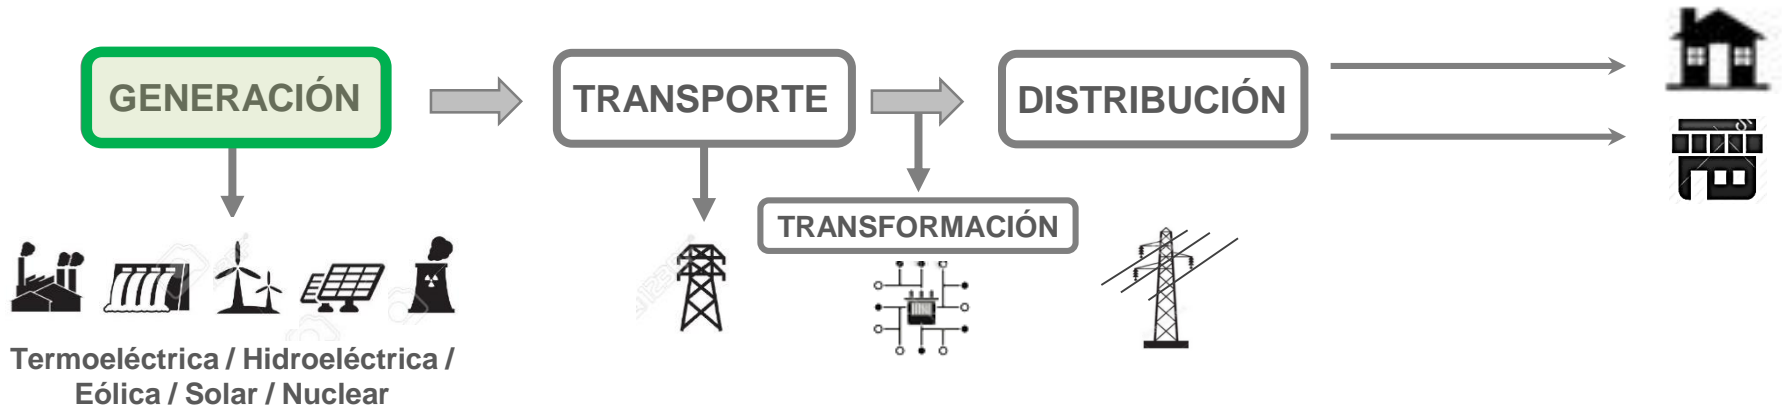 GENERACIÓN
TRANSPORTE
DISTRIBUCIÓN
TRANSFORMACIÓN
Termoeléctrica / Hidroeléctrica /
Eólica / Solar / Nuclear